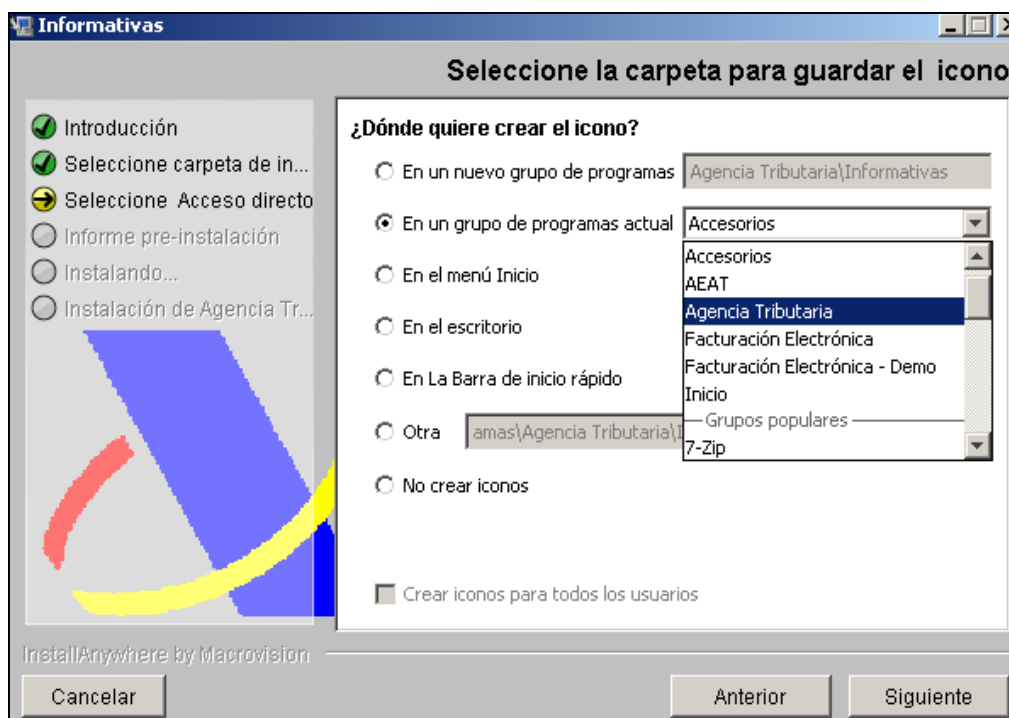 Informativas
Seleccione la carpeta para guardar el icono
Introducción
Seleccione carpeta de in...
Seleccione Acceso directo
Informe pre-instalación
Instalando...
Instalación de Agencia Tr...
¿Dónde quiere crear el icono?
En un nuevo grupo de programas Agencia Tributaria\Informativas
En un grupo de programas actual Accesorios
Accesorios
AEAT
Agencia Tributaria
Facturación Electrónica
Facturación Electrónica - Demo
Inicio
Grupos populares
7-Zip
En el menú Inicio
En el escritorio
En La Barra de inicio rápido
Otra amas\Agencia Tributaria\
No crear iconos
Crear iconos para todos los usuarios
InstallAnywhere by Macrovision
Cancelar Anterior Siguiente